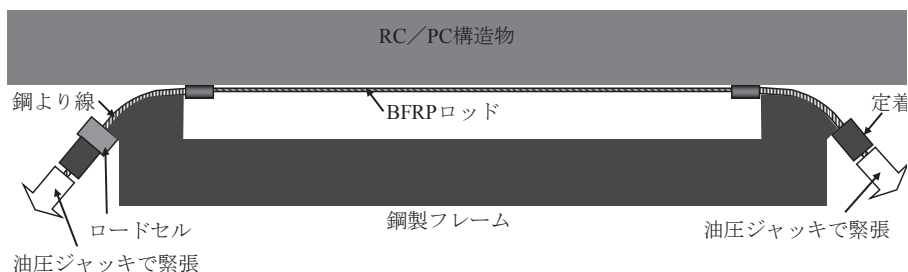 RC／PC構造物
鋼より線
BFRPロッド
定着
鋼製フレーム
ロードセル
油圧ジャッキで緊張
油圧ジャッキで緊張